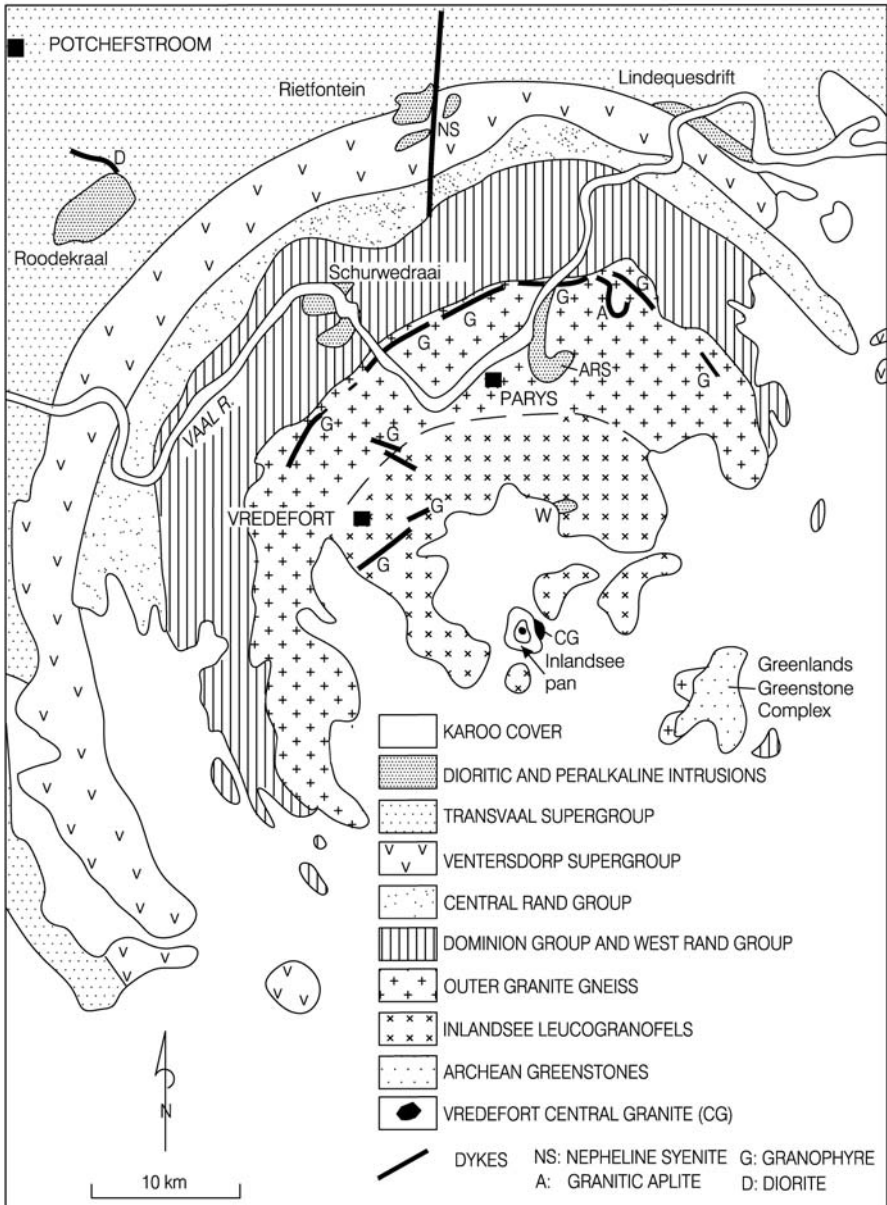 POTCHEFSTROOM
Rietfontein
Lindequesdrift
NS
D
Roodekraal
Schurwedraai
G
G
A
G
G
G
ARS
PARYS
G
VAAL R.
G
G
VREDEFORT
G
W
G
CG
Inlandsee
pan
Greenlands
Greenstone
Complex
KAROO COVER
DIORITIC AND PERALKALINE INTRUSIONS
TRANSVAAL SUPERGROUP
VENTERSDORP SUPERGROUP
CENTRAL RAND GROUP
DOMINION GROUP AND WEST RAND GROUP
OUTER GRANITE GNEISS
INLANDSEE LEUCOGRANOFELS
ARCHEAN GREENSTONES
VREDEFORT CENTRAL GRANITE (CG)
N
DYKES NS: NEPHELINE SYENITE G: GRANOPHYRE
A: GRANITIC APLITE D: DIORITE
10 km